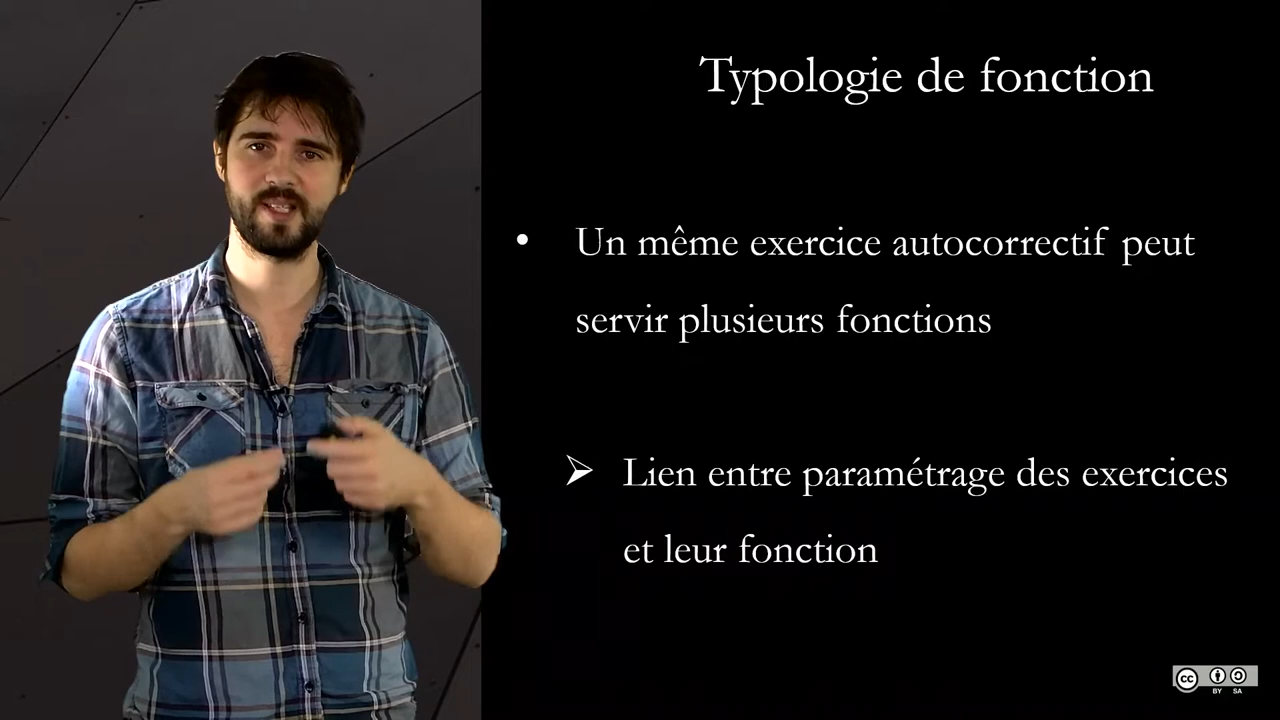 Typologie de fonction
• Un même exercice autocorrectif peut
servir plusieurs fonctions
➢ Lien entre paramétrage des exercices
et leur fonction
cc
BY SA